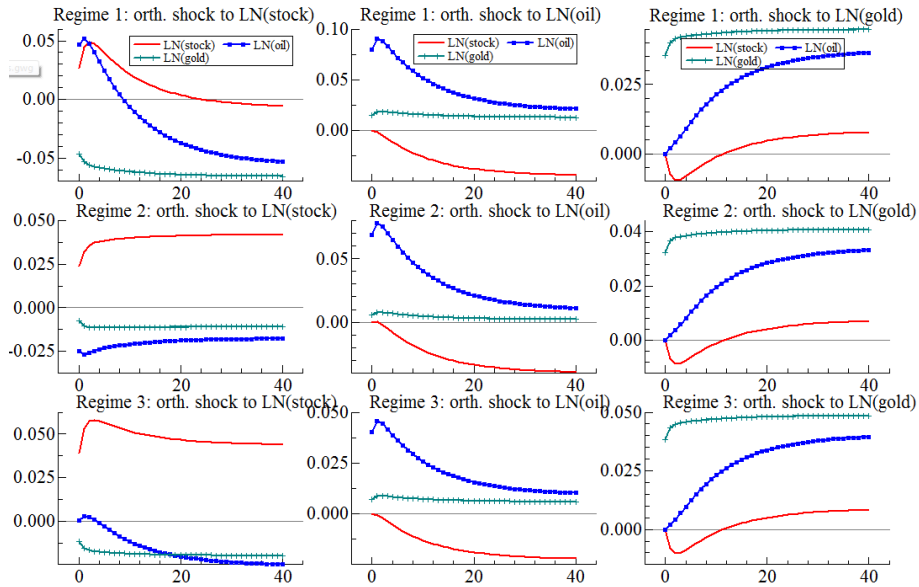 Regime 1: orth. shock to LN(stock)
LN(stock) LN(oil)
LN(gold)
0.05
0.00
-0.05
0 20 40
Regime 1: orth. shock to LN(oil)
0.10
LN(stock) LN(oil)
LN(gold)
0.05
0.00
0 20 40
Regime 1: orth. shock to LN(gold)
LN(stock) LN(oil)
LN(gold)
0.025
0.000
0 20 40
Regime 2: orth. shock to LN(stock)
0.050
0.025
0.000
-0.025
0 20 40
Regime 2: orth. shock to LN(oil)
0.050
0.000
0 20 40
Regime 2: orth. shock to LN(gold)
0.04
0.02
0.00
0 20 40
Regime 3: orth. shock to LN(stock)
0.050
0.000
0 20 40
Regime 3: orth. shock to LN(oil)
0.050
0.025
0.000
0 20 40
Regime 3: orth. shock to LN(gold)
0.050
0.025
0.000
0 20 40